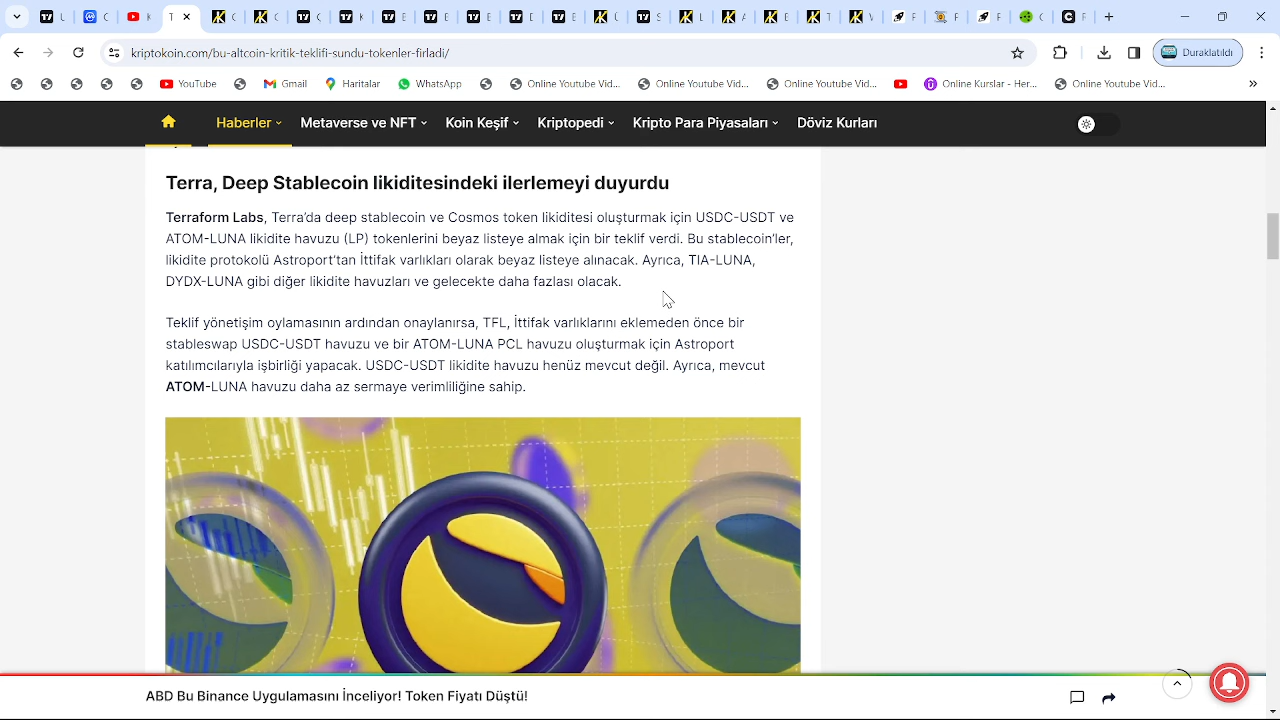 Duraklatıldı
kriptokoin.com/bu-altcoin-kritik-teklifi-sundu-tokenler-firladi/
YouTube
Gmail
Haritalar
WhatsApp
Online Youtube Vid...
Online Youtube Vid...
Online Youtube Vid...
Online Kurslar - Her...
Online Youtube Vid...
Haberler
Metaverse ve NFT
Koin Keşif
Kriptopedi
Kripto Para Piyasaları
Döviz Kurları
Terra, Deep Stablecoin likiditesindeki ilerlemeyi duyurdu
Terraform Labs, Terra’da deep stablecoin ve Cosmos token likiditesi oluşturmak için USDC-USDT ve
ATOM-LUNA likidite havuzu (LP) tokenlerini beyaz listeye almak için bir teklif verdi. Bu stablecoin’ler,
likidite protokolü Astroport’tan İttifak varlıkları olarak beyaz listeye alınacak. Ayrıca, TIA-LUNA,
DYDX-LUNA gibi diğer likidite havuzları ve gelecekte daha fazlası olacak.
Teklif yönetişim oylamasının ardından onaylanırsa, TFL, İttifak varlıklarını eklemeden önce bir
stableswap USDC-USDT havuzu ve bir ATOM-LUNA PCL havuzu oluşturmak için Astroport
katılımcılarıyla işbirliği yapacak. USDC-USDT likidite havuzu henüz mevcut değil. Ayrıca, mevcut
ATOM-LUNA havuzu daha az sermaye verimliliğine sahip.
ABD Bu Binance Uygulamasını İnceliyor! Token Fiyatı Düştü!